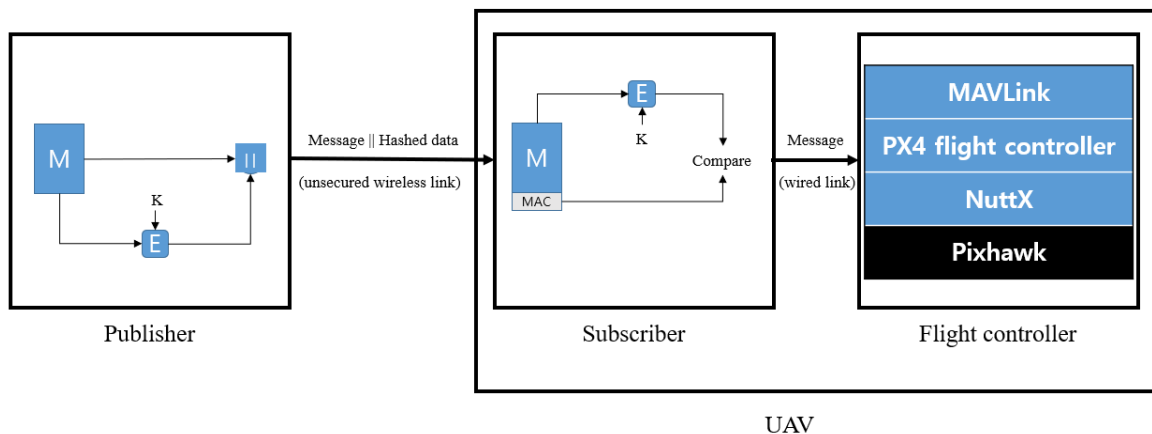 M
||
K
E
Publisher
Message || Hashed data
(unsecured wireless link)
E
K
M
MAC
Compare
Subscriber
Message
(wired link)
MAVLink
PX4 flight controller
NuttX
Pixhawk
Flight controller
UAV